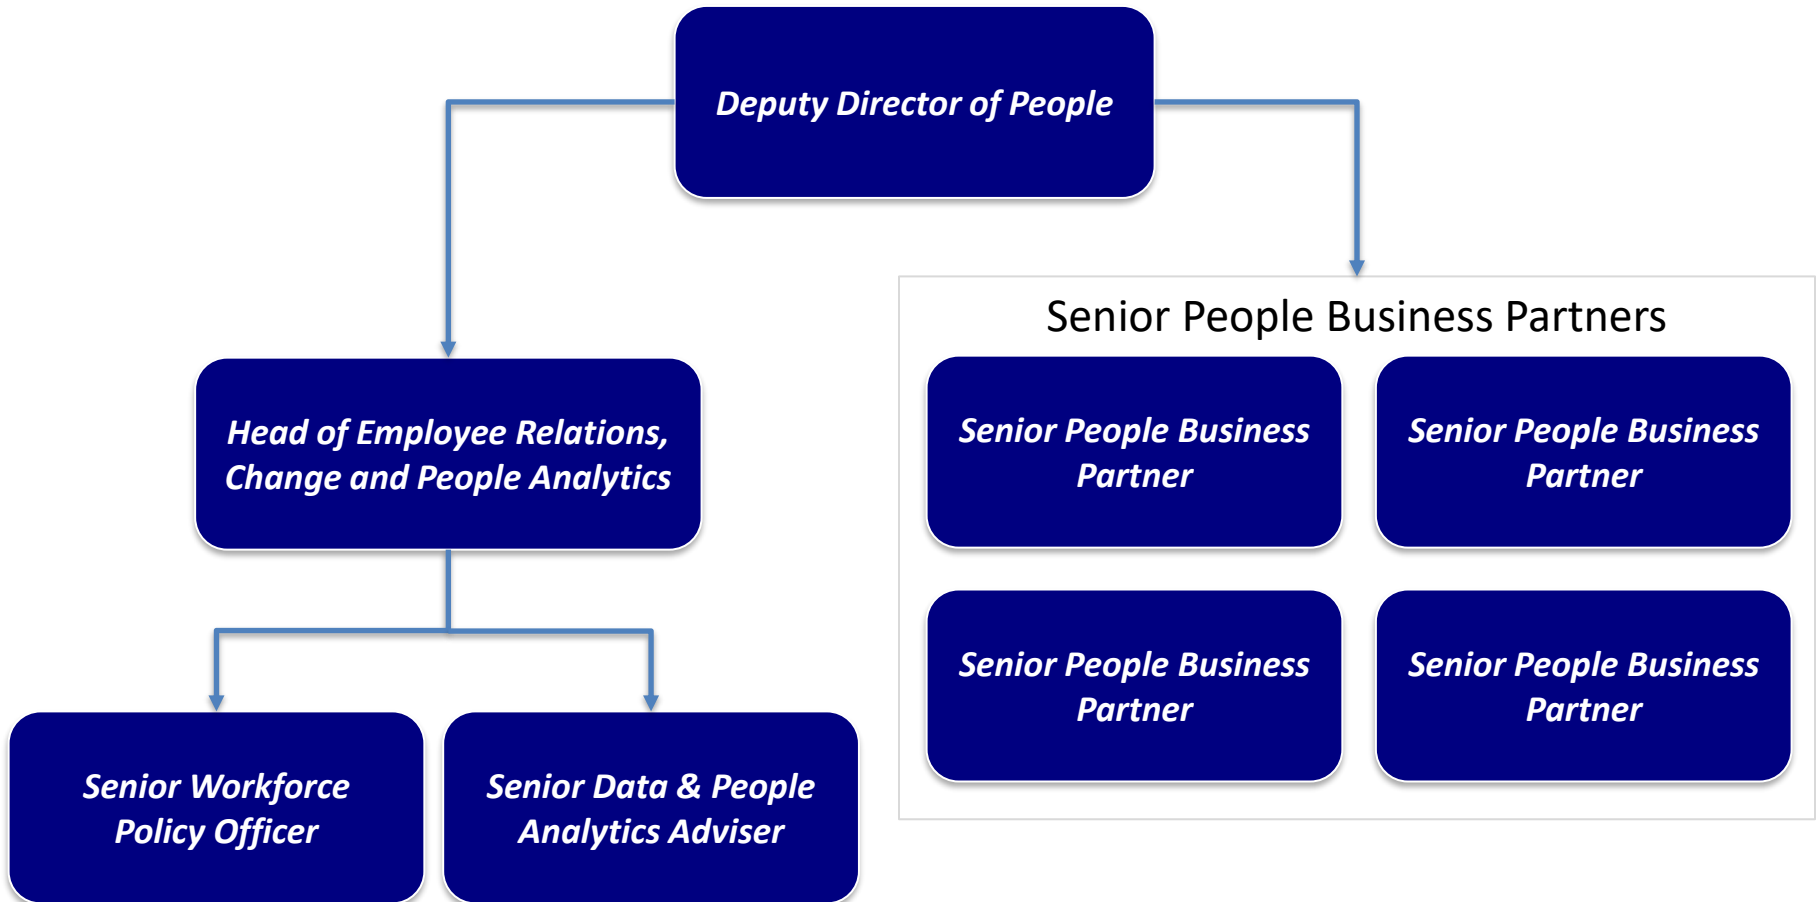 Deputy Director of People
Head of Employee Relations,
Change and People Analytics
Senior Workforce
Policy Officer
Senior Data & People
Analytics Adviser
Senior People Business Partners
Senior People Business
Partner
Senior People Business
Partner
Senior People Business
Partner
Senior People Business
Partner